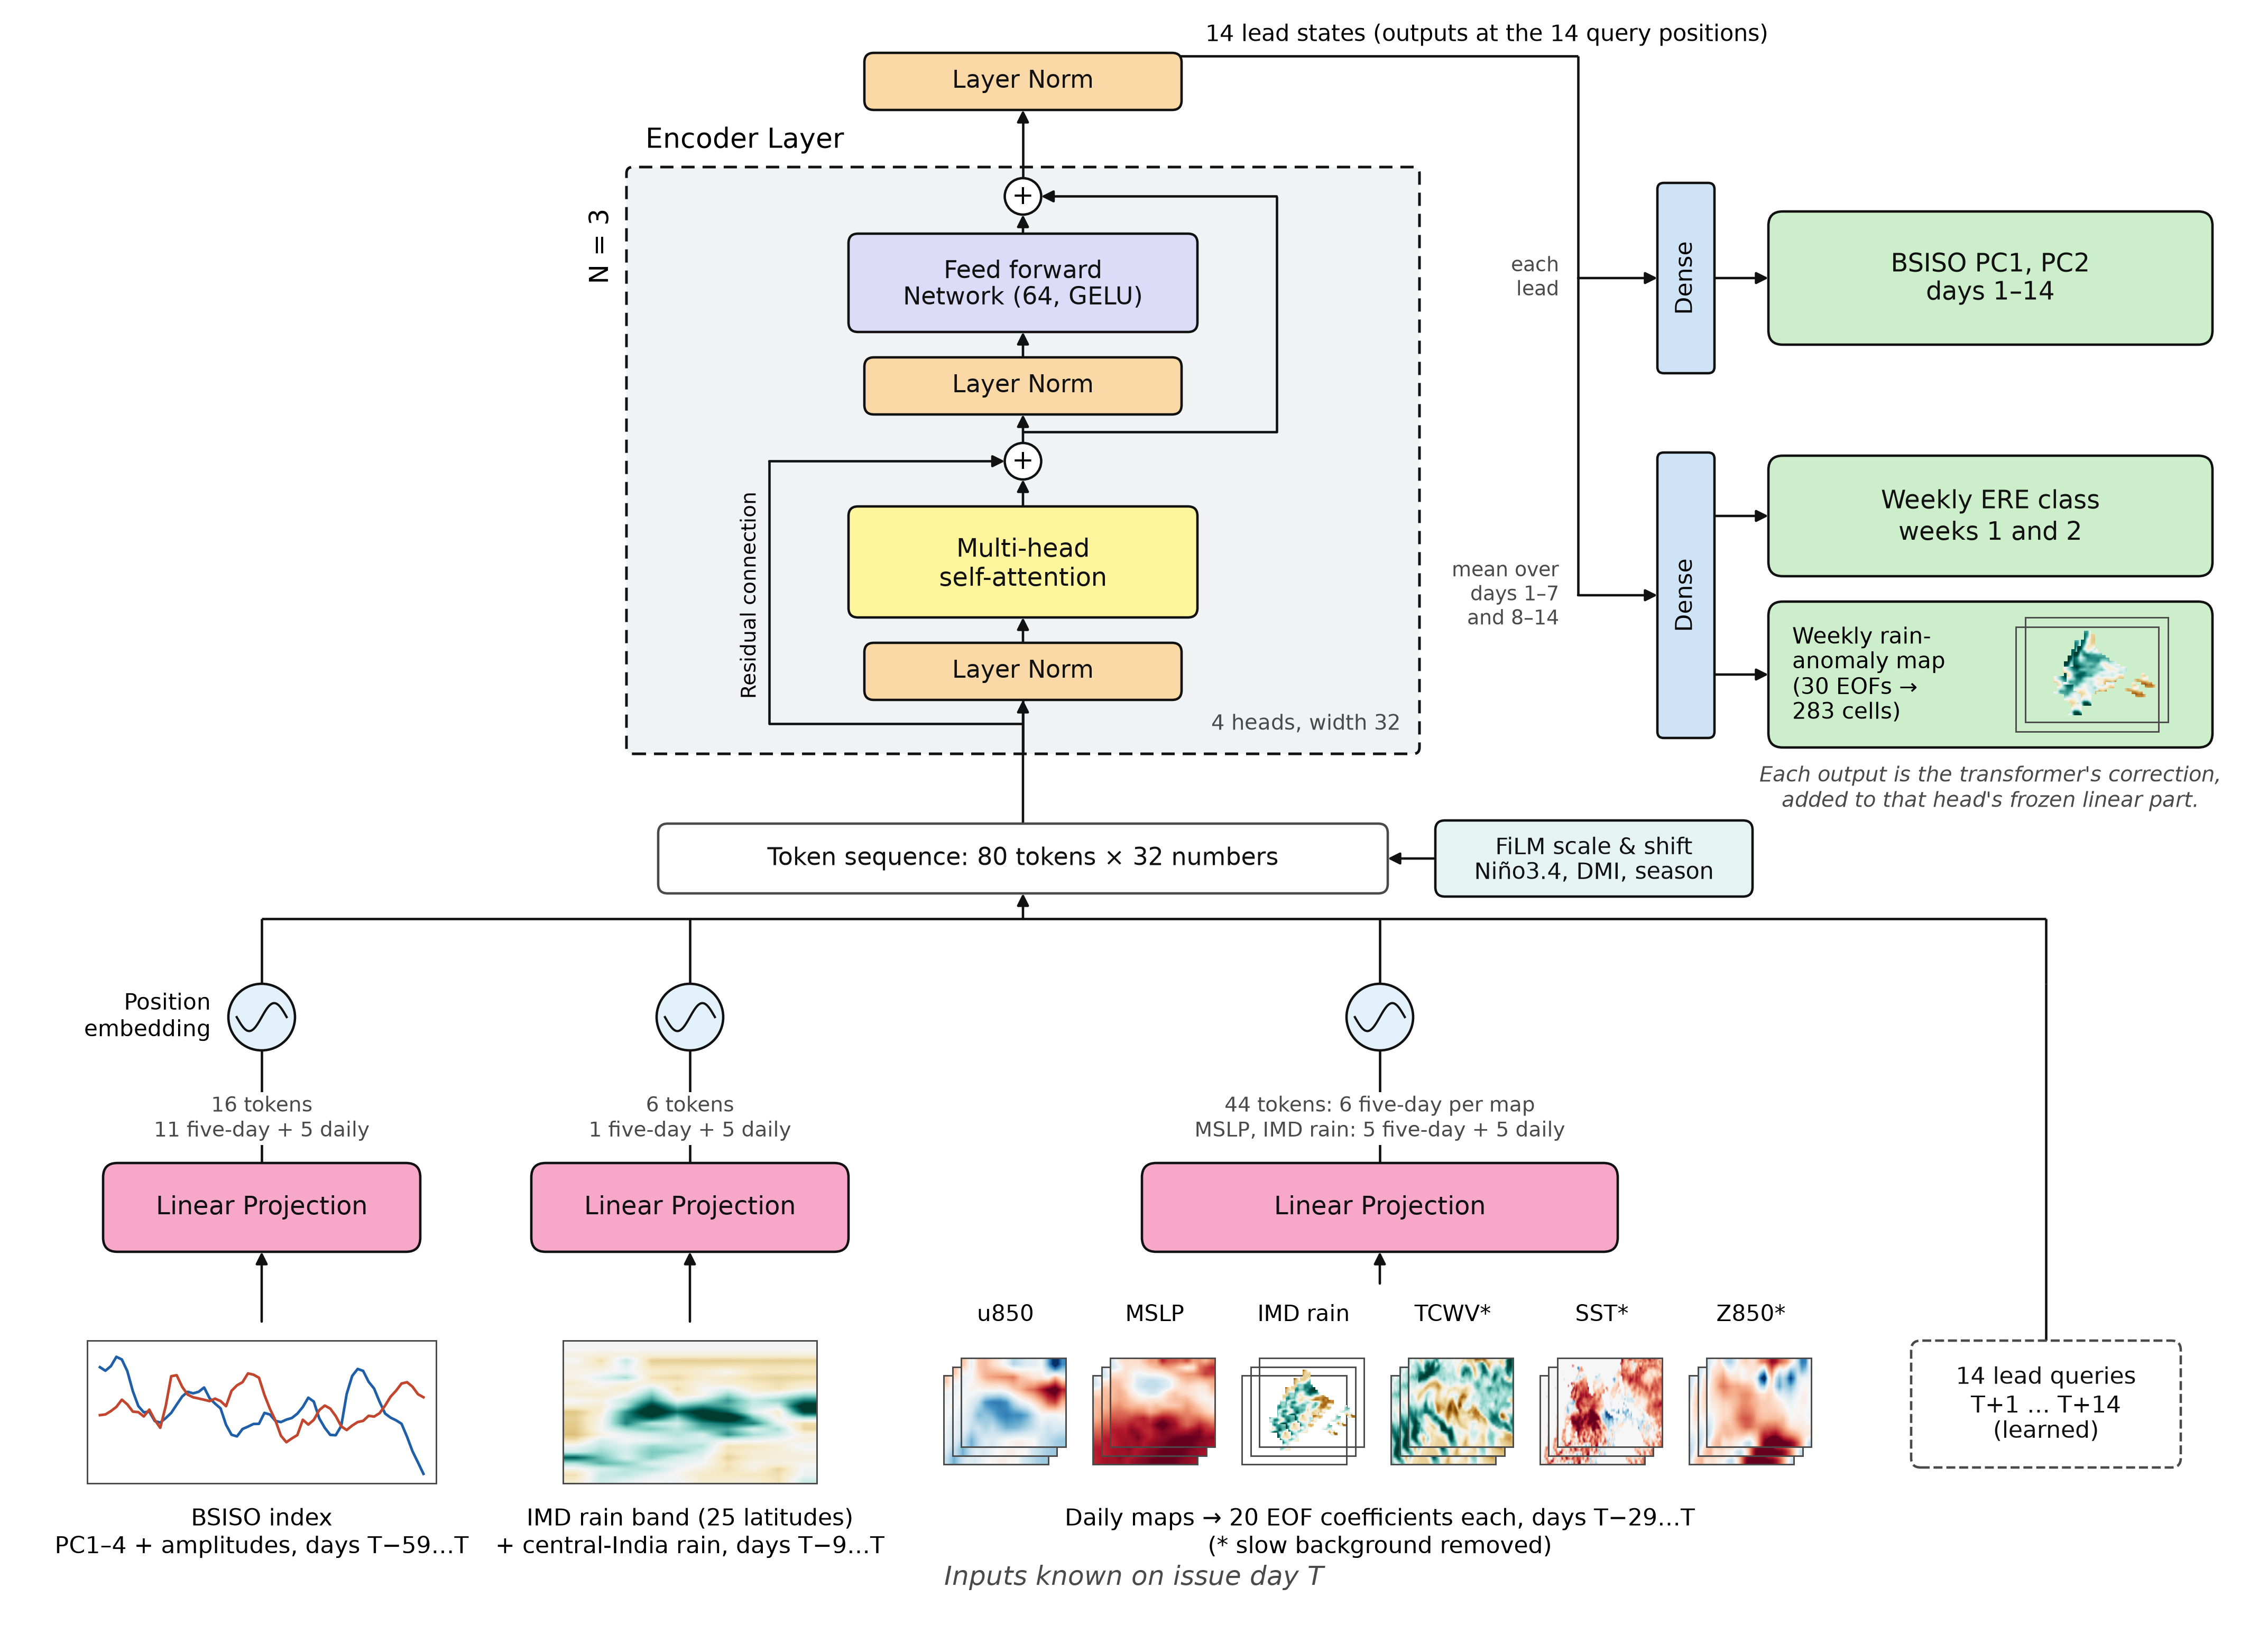 14 lead states (outputs at the 14 query positions)
Layer Norm
Encoder Layer
N = 3
+
Feed forward
Network (64, GELU)
Layer Norm
+
Residual connection
Multi-head
self-attention
Layer Norm
4 heads, width 32
each
lead
Dense
BSISO PC1, PC2
days 1–14
mean over
days 1–7
and 8–14
Dense
Weekly ERE class
weeks 1 and 2
Weekly rain-
anomaly map
(30 EOFs →
283 cells)
Each output is the transformer's correction,
added to that head's frozen linear part.
Token sequence: 80 tokens × 32 numbers
FiLM scale & shift
Niño3.4, DMI, season
Position
embedding
16 tokens
11 five-day + 5 daily
6 tokens
1 five-day + 5 daily
44 tokens: 6 five-day per map
MSLP, IMD rain: 5 five-day + 5 daily
Linear Projection
Linear Projection
Linear Projection
u850
MSLP
IMD rain
TCWV*
SST*
Z850*
14 lead queries
T+1 … T+14
(learned)
BSISO index
PC1–4 + amplitudes, days T−59…T
IMD rain band (25 latitudes)
+ central-India rain, days T−9…T
Daily maps → 20 EOF coefficients each, days T−29…T
(* slow background removed)
Inputs known on issue day T